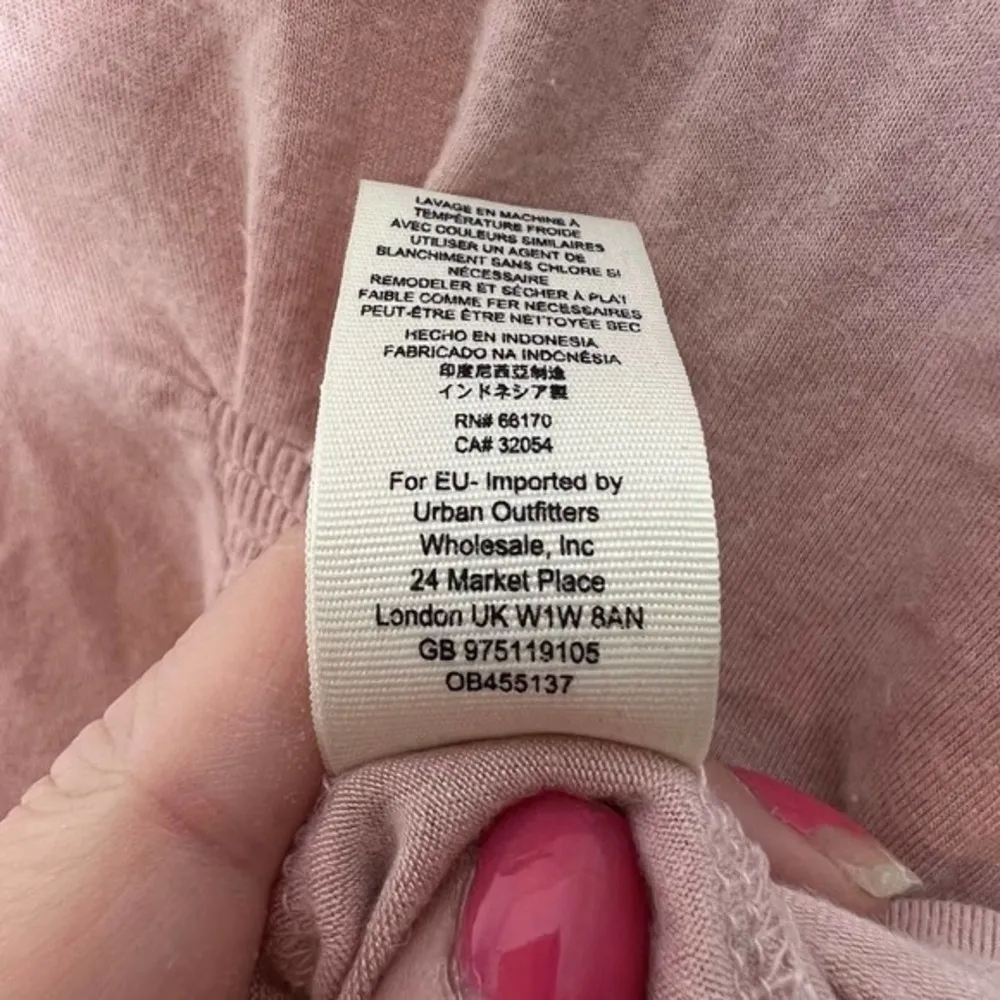 LAVAGE EN MACHINE À
TEMPÉRATURE FROIDE
AVEC COULEURS SIMILAIRES
UTILISER UN AGENT DE
BLANCHIMENT SANS CHLORE SI
NÉCESSAIRE
REMODELER ET SÉCHER À PLAT
FAIBLE COMME FER NÉCESSAIRES
PEUT-ÊTRE ÊTRE NETTOYÉE SEC
HECHO EN INDONESIA
FABRICADO NA INDONÉSIA
印度尼西亞制造
インドネシア製
RN# 66170
CA# 32054
For EU- Imported by
Urban Outfitters
Wholesale, Inc
24 Market Place
London UK W1W 8AN
GB 975119105
OB455137